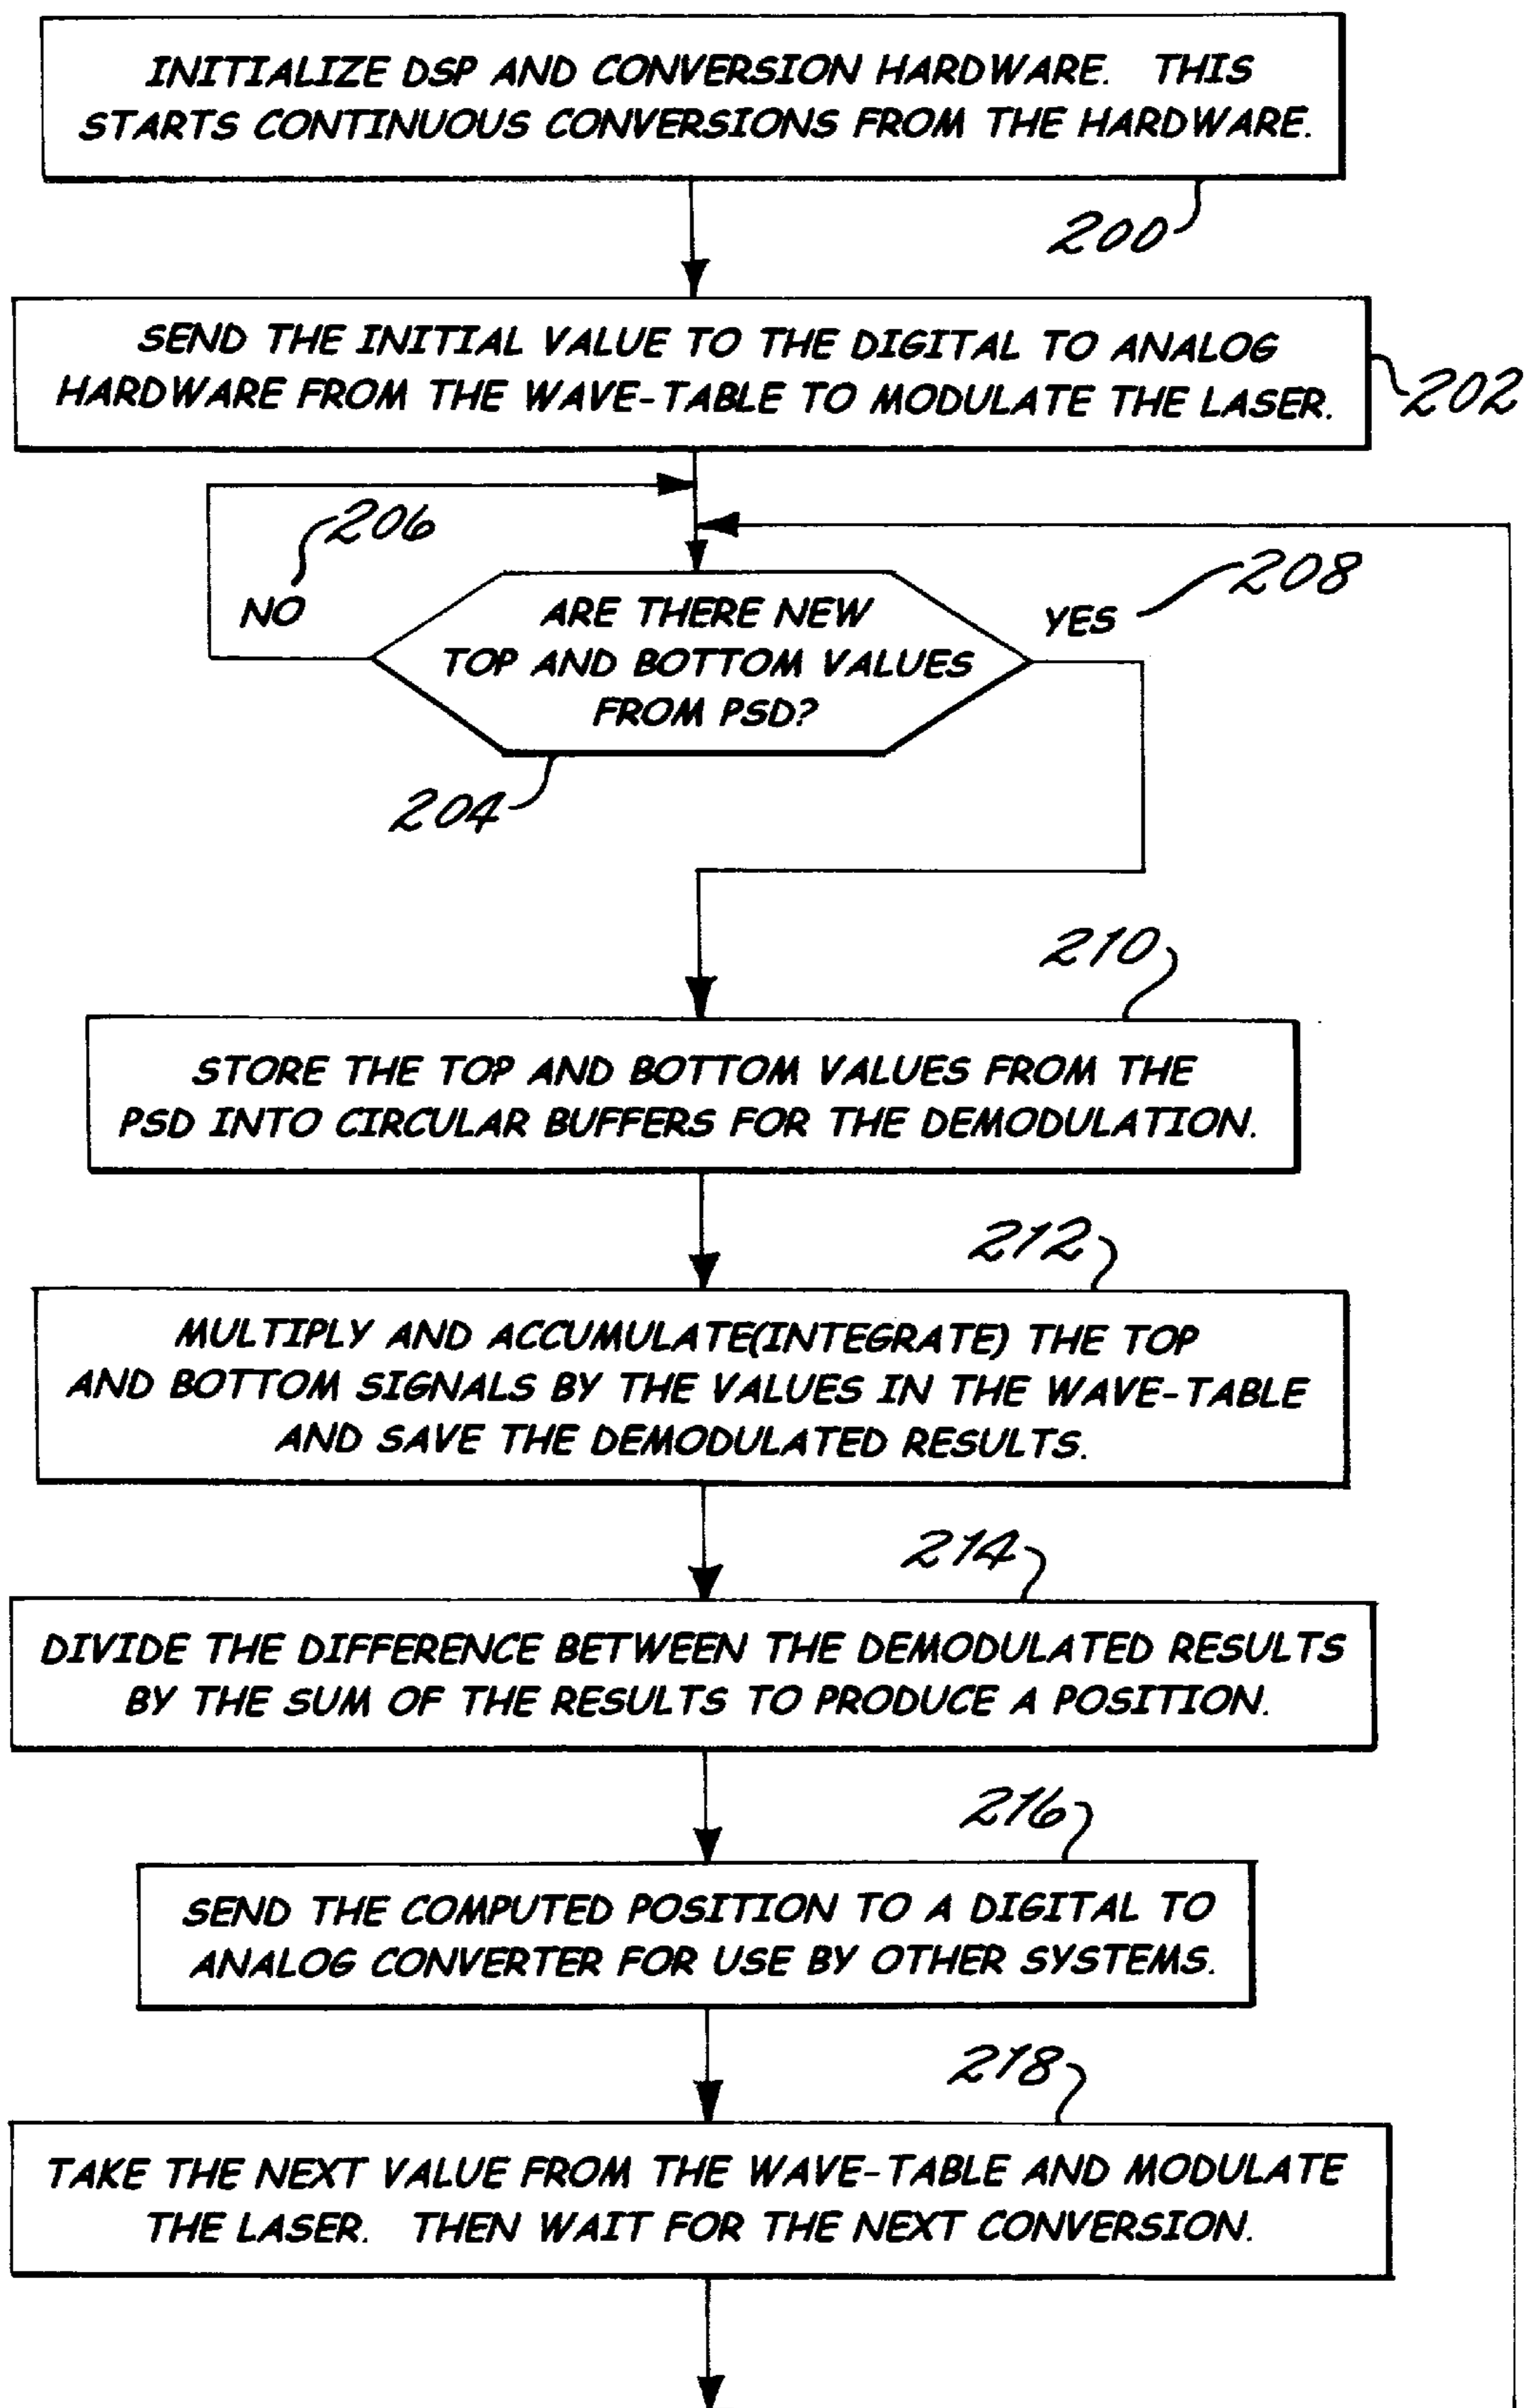 INITIALIZE DSP AND CONVERSION HARDWARE. THIS
STARTS CONTINUOUS CONVERSIONS FROM THE HARDWARE.
200
SEND THE INITIAL VALUE TO THE DIGITAL TO ANALOG
HARDWARE FROM THE WAVE-TABLE TO MODULATE THE LASER.
202
206
208
NO
YES
ARE THERE NEW
TOP AND BOTTOM VALUES
FROM PSD?
204
210
STORE THE TOP AND BOTTOM VALUES FROM THE
PSD INTO CIRCULAR BUFFERS FOR THE DEMODULATION.
212
MULTIPLY AND ACCUMULATE(INTEGRATE) THE TOP
AND BOTTOM SIGNALS BY THE VALUES IN THE WAVE-TABLE
AND SAVE THE DEMODULATED RESULTS.
214
DIVIDE THE DIFFERENCE BETWEEN THE DEMODULATED RESULTS
BY THE SUM OF THE RESULTS TO PRODUCE A POSITION.
216
SEND THE COMPUTED POSITION TO A DIGITAL TO
ANALOG CONVERTER FOR USE BY OTHER SYSTEMS.
218
TAKE THE NEXT VALUE FROM THE WAVE-TABLE AND MODULATE
THE LASER. THEN WAIT FOR THE NEXT CONVERSION.